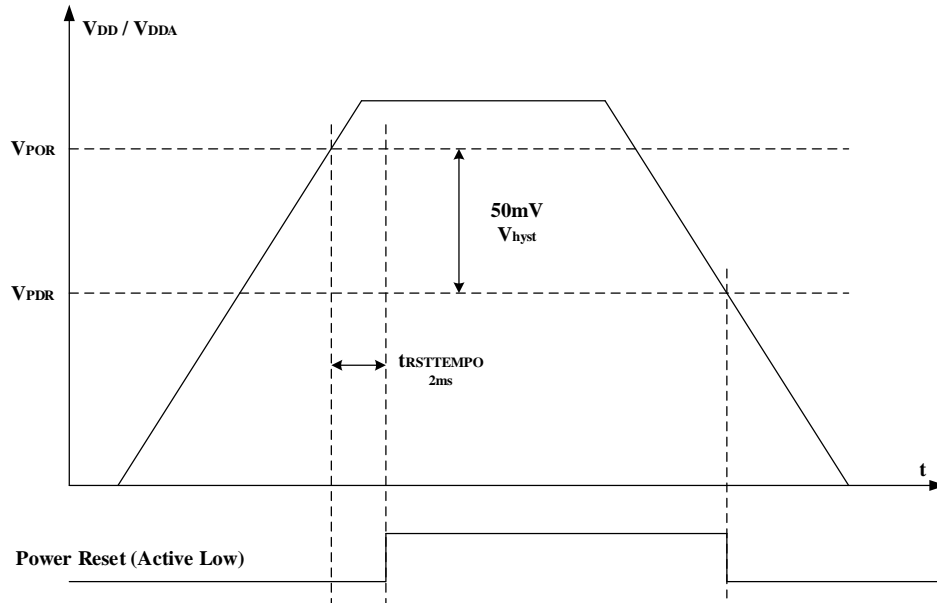 VDD / VDDA
VPOR
50mV
Vhyst
VPDR
tRSTTEMPO
2ms
t
Power Reset (Active Low)